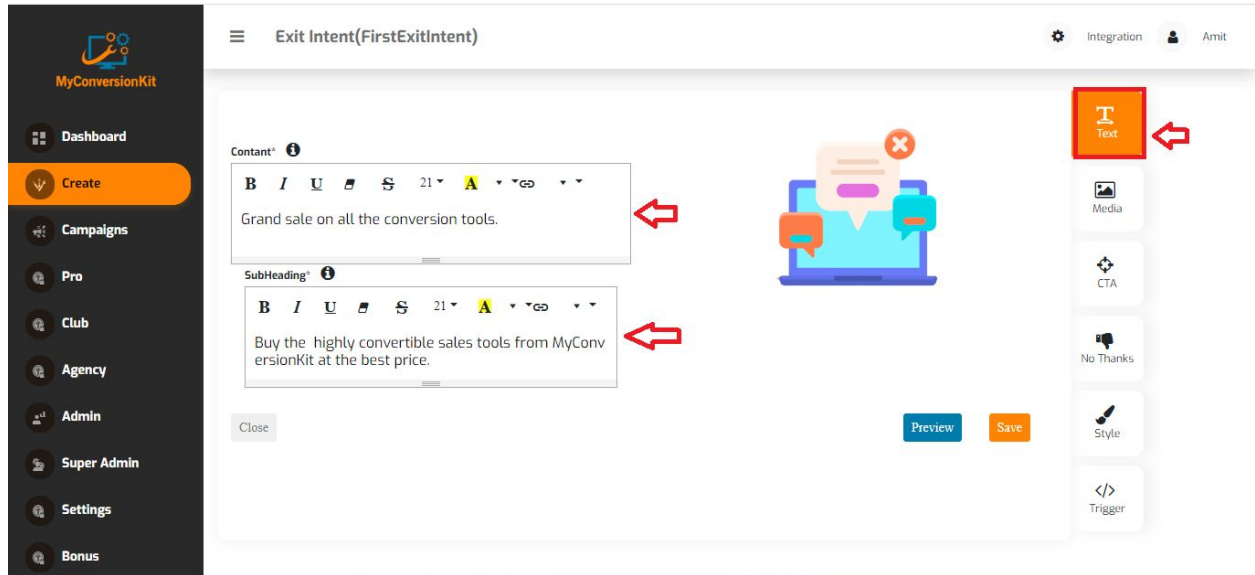 MyConversionKit
Dashboard
Create
Campaigns
Pro
Club
Agency
Admin
Super Admin
Settings
Bonus
Exit Intent(FirstExitIntent)
Integration
Amit
Contant*
B I U S 21 A
Grand sale on all the conversion tools.
SubHeading*
B I U S 21 A
Buy the highly convertible sales tools from MyConv
ersionKit at the best price.
Close
Preview
Save
Text
Media
CTA
No Thanks
Style
</>
Trigger